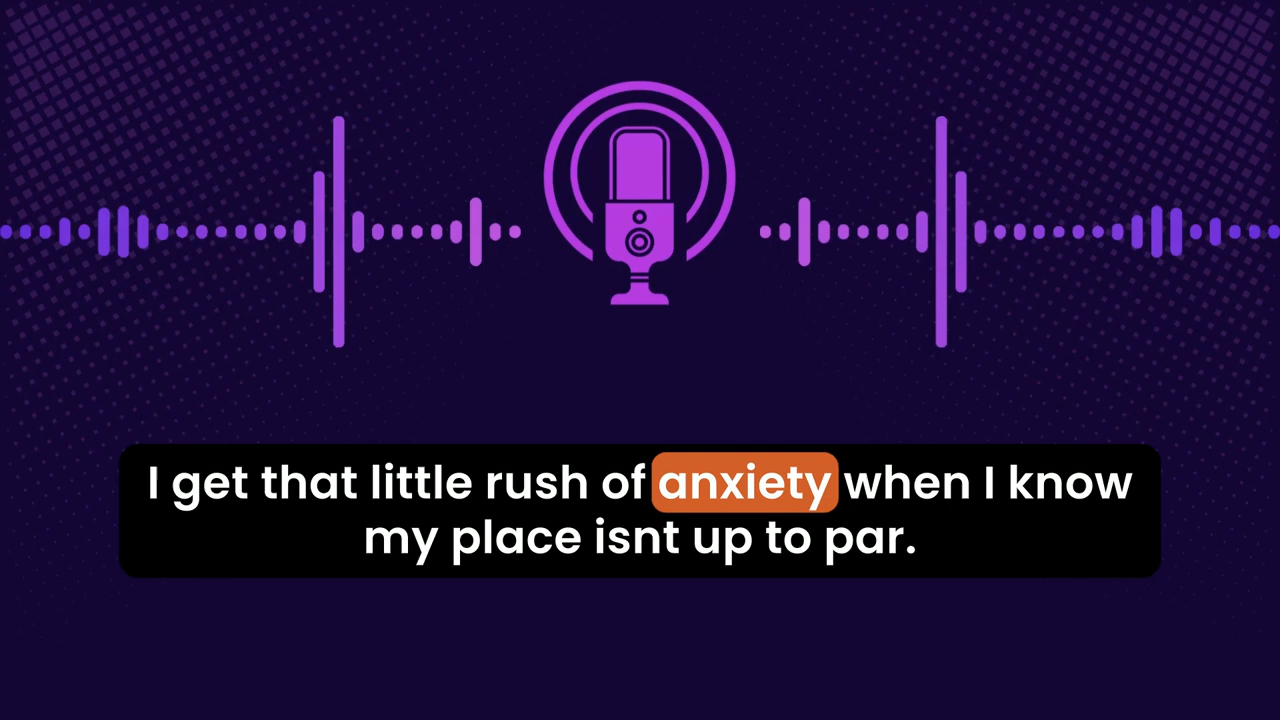 I get that little rush of anxiety when I know
my place isnt up to par.